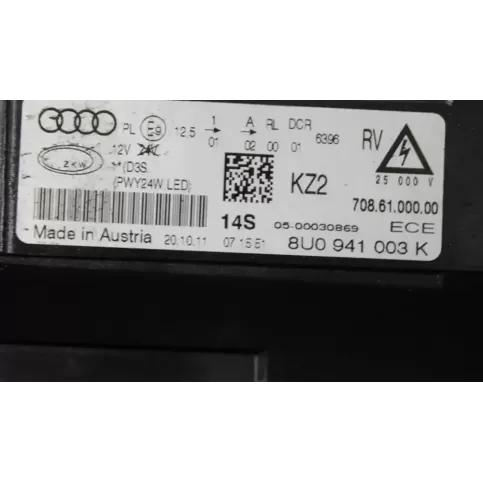 PL E9 12.5 1 A RL DCR
01 02 00 01 6396 RV
12V 24V
ZKW *(D3S 25 000 V
(PWY24W LED) KZ2 708.61.000.00
14S 05-00030869 ECE
Made in Austria 20.10.11 07 15 51 8U0 941 003 K